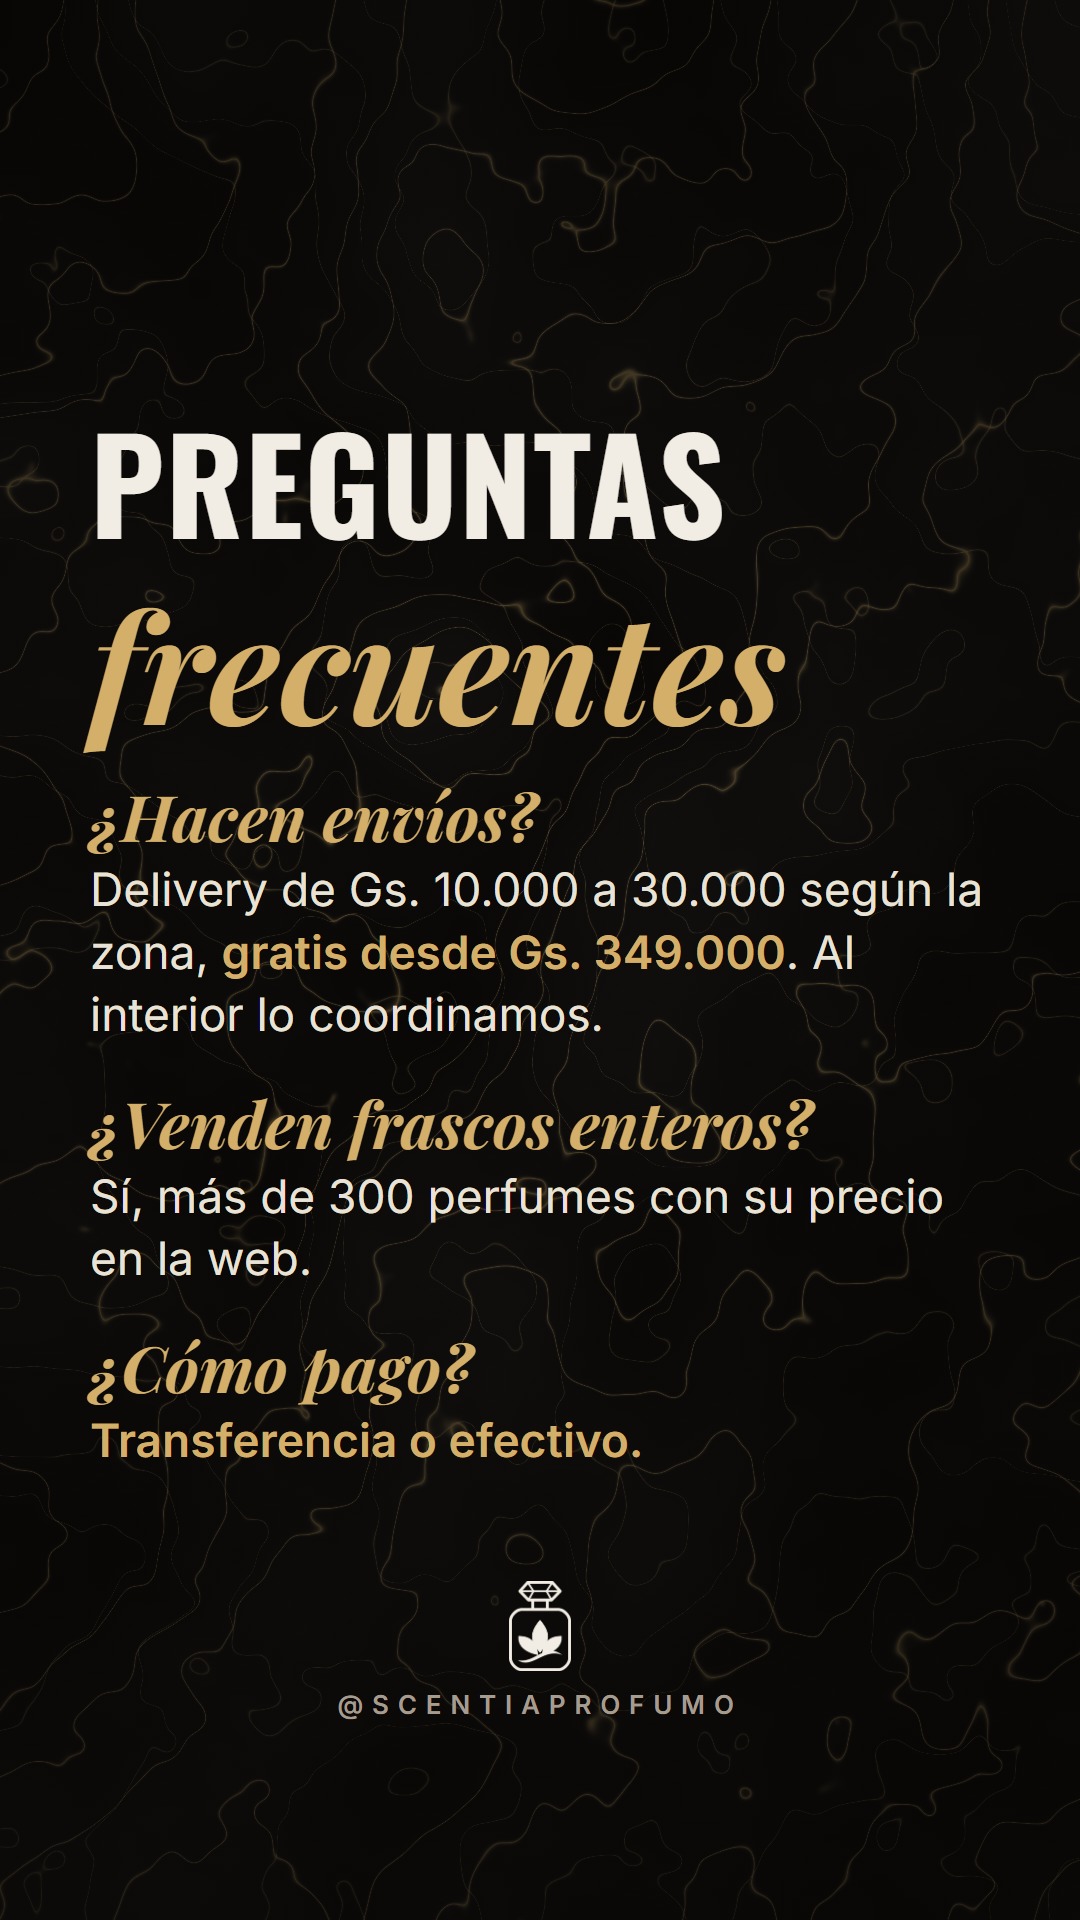 PREGUNTAS
frecuentes
¿Hacen envíos?
Delivery de Gs. 10.000 a 30.000 según la
zona, gratis desde Gs. 349.000. Al
interior lo coordinamos.
¿Venden frascos enteros?
Sí, más de 300 perfumes con su precio
en la web.
¿Cómo pago?
Transferencia o efectivo.
@SCENTIAPROFUMO